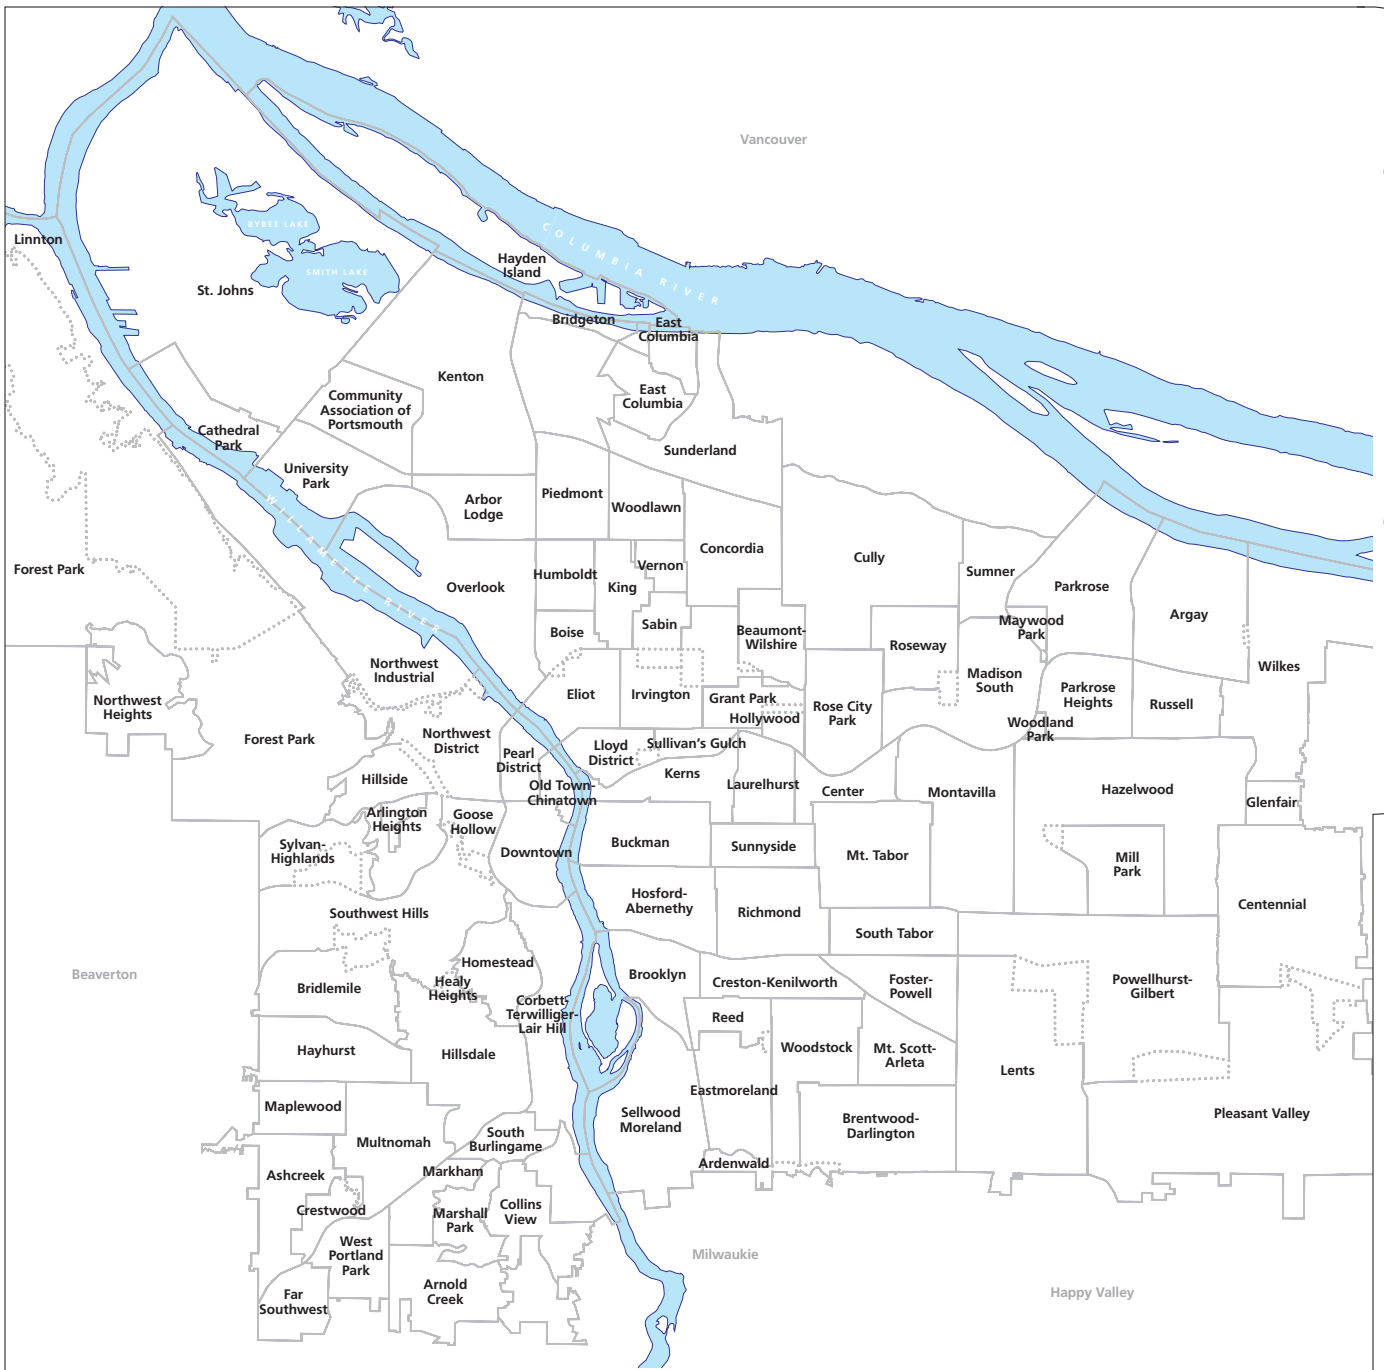 Vancouver
BYBEE LAKE
Linnton
COLUMBIA RIVER
Hayden
Island
SMITH LAKE
St. Johns
Bridgeton
East
Columbia
Kenton
Community
Association of
Portsmouth
East
Columbia
Cathedral
Park
Sunderland
University
Park
Piedmont
Arbor
Lodge
Woodlawn
WILLAMETTE RIVER
Concordia
Cully
Vernon
Forest Park
Humboldt
Sumner
Overlook
King
Parkrose
Argay
Maywood
Park
Sabin
Boise
Beaumont-
Wilshire
Roseway
Northwest
Industrial
Wilkes
Madison
South
Eliot
Irvington
Parkrose
Heights
Northwest
Heights
Grant Park
Russell
Rose City
Park
Hollywood
Woodland
Park
Forest Park
Northwest
District
Sullivan's Gulch
Lloyd
District
Pearl
District
Kerns
Hillside
Laurelhurst
Old Town-
Chinatown
Center
Montavilla
Hazelwood
Glenfair
Arlington
Heights
Goose
Hollow
Buckman
Sunnyside
Sylvan-
Highlands
Downtown
Mt. Tabor
Mill
Park
Hosford-
Abernethy
Centennial
Southwest Hills
Richmond
South Tabor
Homestead
Beaverton
Brooklyn
Bridlemile
Healy
Heights
Creston-Kenilworth
Foster-
Powell
Powellhurst-
Gilbert
Corbett-
Terwilliger-
Lair Hill
Reed
Hayhurst
Hillsdale
Woodstock
Mt. Scott-
Arleta
Lents
Eastmoreland
Maplewood
Sellwood
Moreland
Pleasant Valley
Brentwood-
Darlington
Multnomah
South
Burlingame
Ardenwald
Markham
Ashcreek
Crestwood
Collins
View
Marshall
Park
West
Portland
Park
Milwaukie
Arnold
Creek
Far
Southwest
Happy Valley